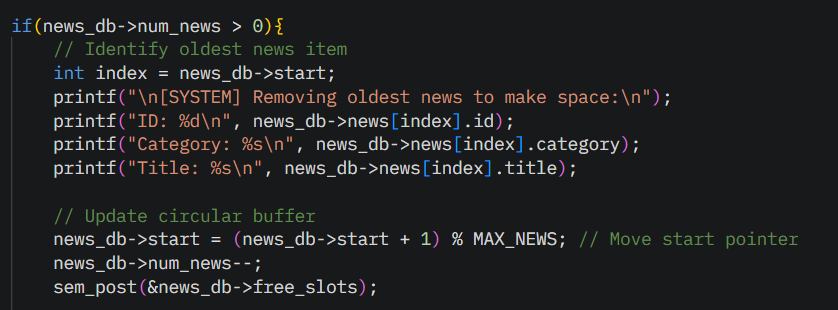 if(news_db->num_news > 0){
    // Identify oldest news item
    int index = news_db->start;
    printf("\n[SYSTEM] Removing oldest news to make space:\n");
    printf("ID: %d\n", news_db->news[index].id);
    printf("Category: %s\n", news_db->news[index].category);
    printf("Title: %s\n", news_db->news[index].title);

    // Update circular buffer
    news_db->start = (news_db->start + 1) % MAX_NEWS; // Move start pointer
    news_db->num_news--;
    sem_post(&news_db->free_slots);